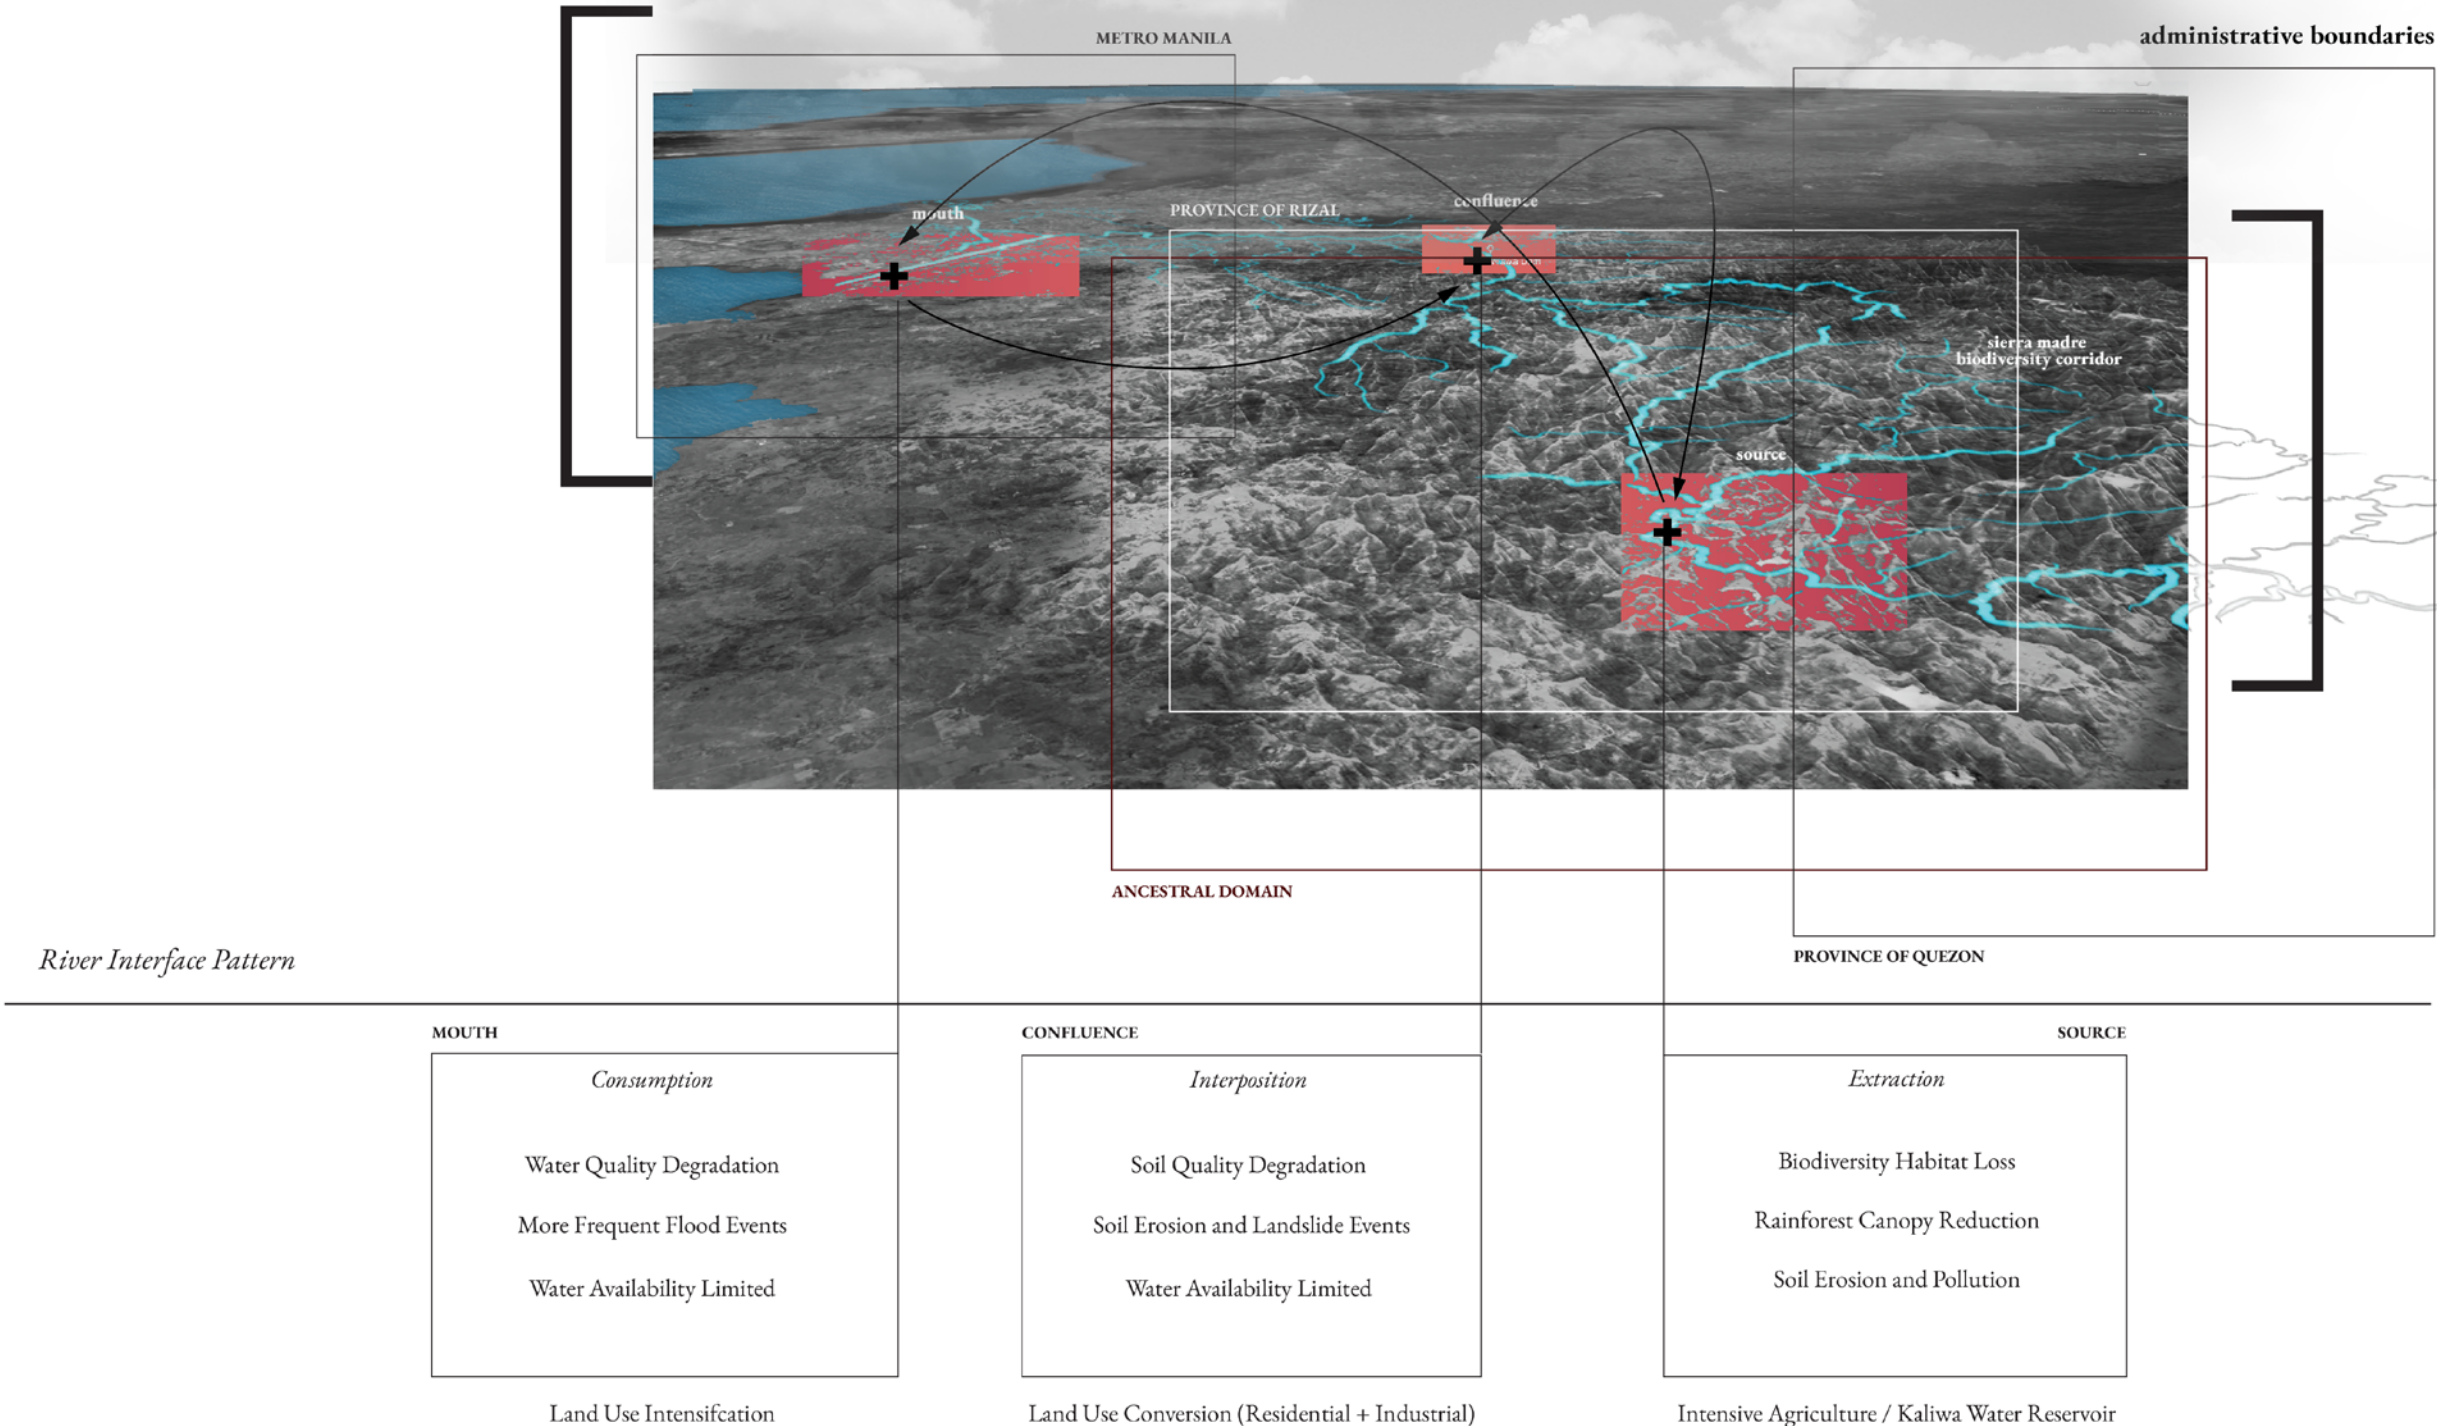 METRO MANILA
administrative boundaries
mouth
PROVINCE OF RIZAL
confluence
sierra madre
biodiversity corridor
source
ANCESTRAL DOMAIN
River Interface Pattern
PROVINCE OF QUEZON
MOUTH
Consumption
Water Quality Degradation
More Frequent Flood Events
Water Availability Limited
Land Use Intensifcation
CONFLUENCE
Interposition
Soil Quality Degradation
Soil Erosion and Landslide Events
Water Availability Limited
Land Use Conversion (Residential + Industrial)
SOURCE
Extraction
Biodiversity Habitat Loss
Rainforest Canopy Reduction
Soil Erosion and Pollution
Intensive Agriculture / Kaliwa Water Reservoir